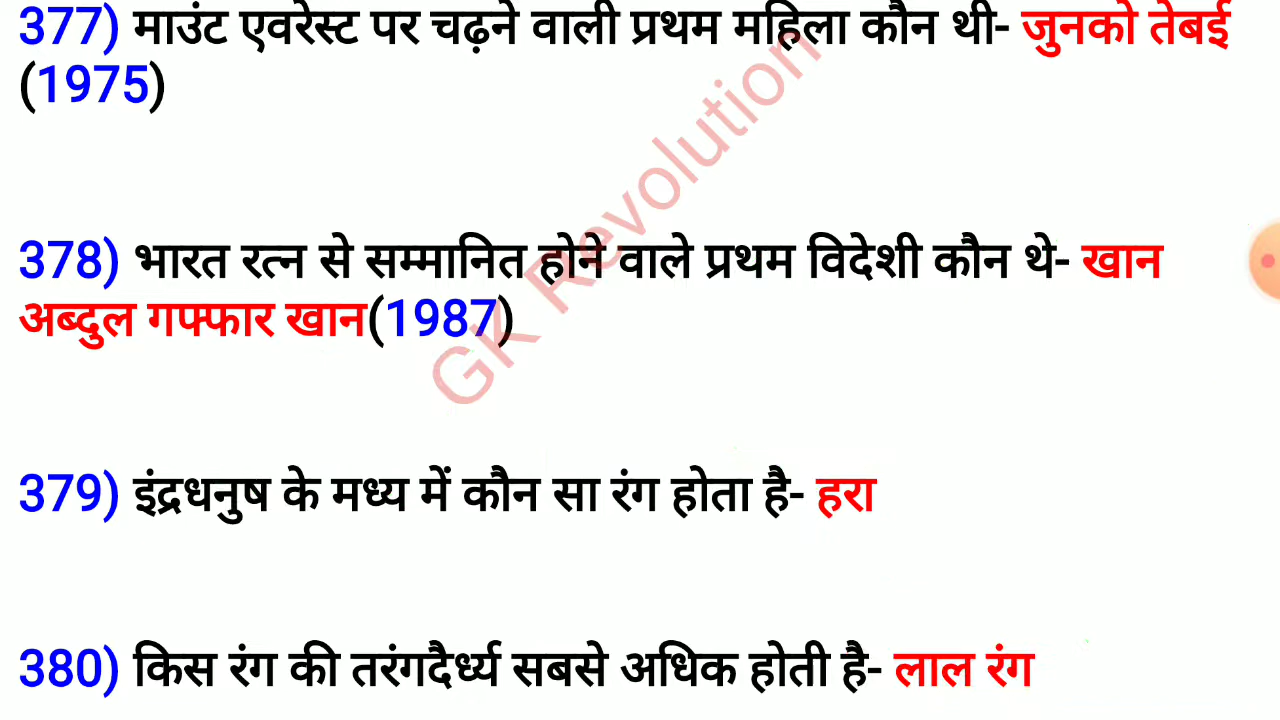 377) माउंट एवरेस्ट पर चढ़ने वाली प्रथम महिला कौन थी- जुनको तेबई
(1975)
378) भारत रत्न से सम्मानित होने वाले प्रथम विदेशी कौन थे- खान
अब्दुल गफ्फार खान(1987)
379) इंद्रधनुष के मध्य में कौन सा रंग होता है- हरा
380) किस रंग की तरंगदैर्ध्य सबसे अधिक होती है- लाल रंग
GK Revolution